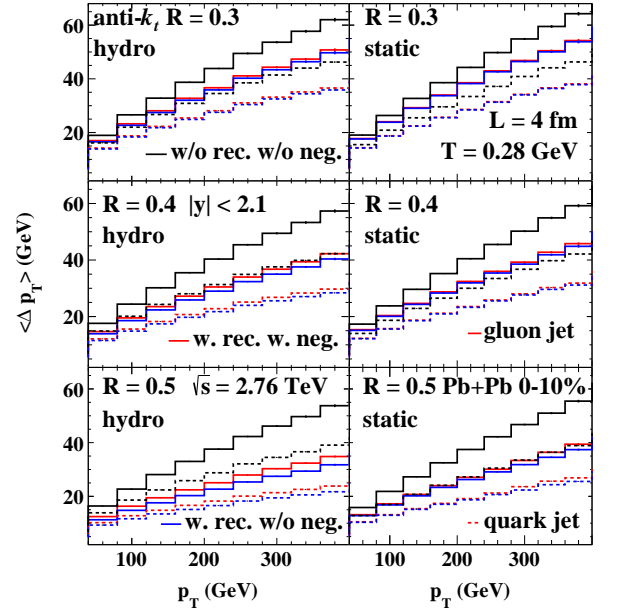 anti-k_t R = 0.3
hydro
60
40
20
w/o rec. w/o neg.
R = 0.3
static
L = 4 fm
T = 0.28 GeV
<Δ p_T> (GeV)
R = 0.4 |y| < 2.1
hydro
60
40
20
w. rec. w. neg.
R = 0.4
static
gluon jet
R = 0.5 √s = 2.76 TeV
hydro
60
40
20
w. rec. w/o neg.
R = 0.5 Pb+Pb 0-10%
static
quark jet
100 200 300
100 200 300
p_T (GeV)
p_T (GeV)